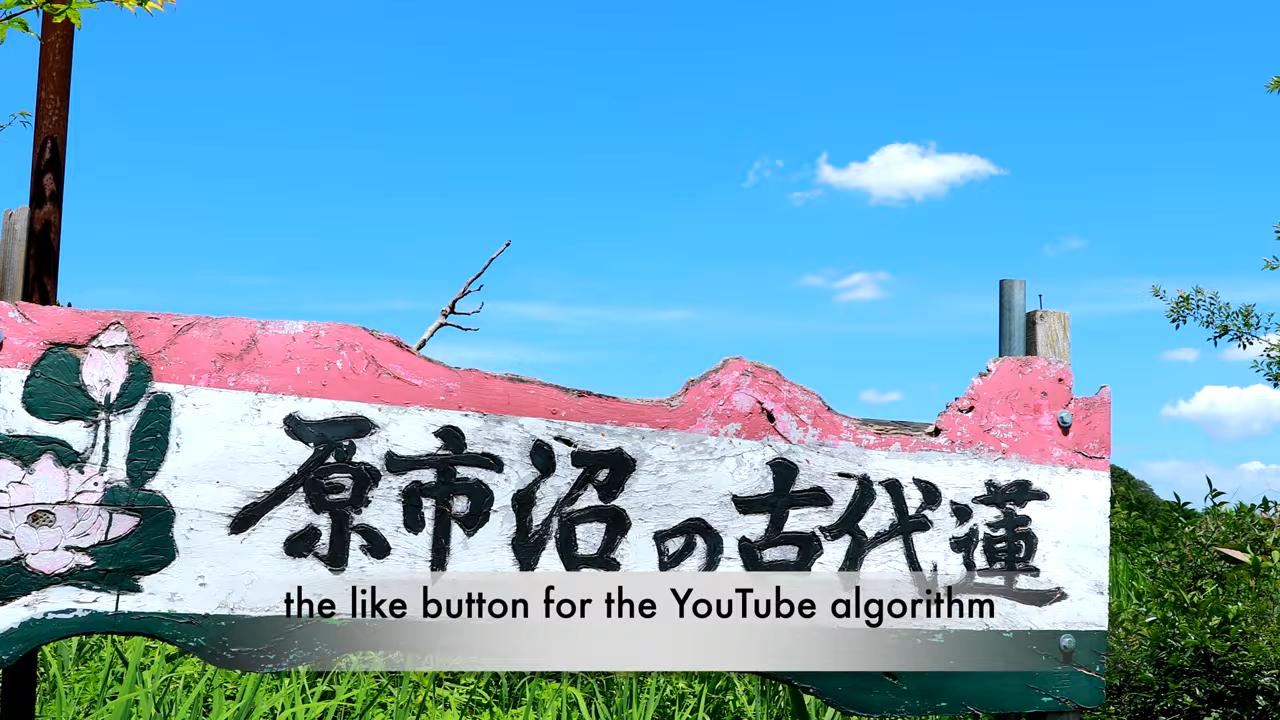 原市沼の古代蓮
the like button for the YouTube algorithm